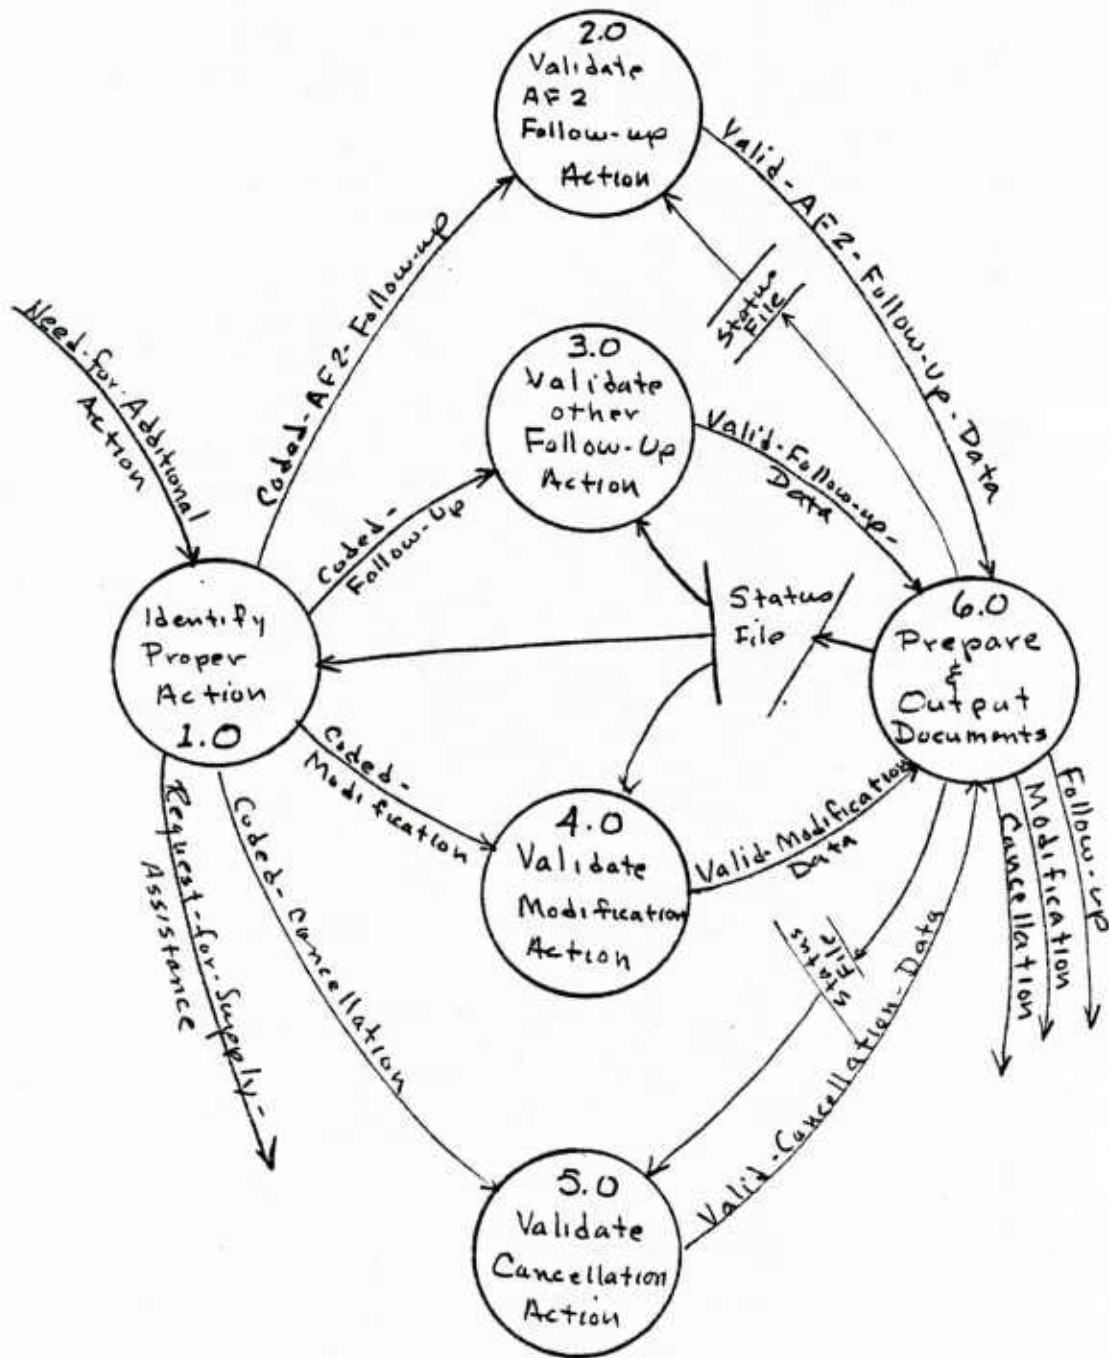 2.0
Validate
AF2
Follow-up
Action
Valid-AF2-Follow-Up-Data
Coded-AF2-Follow-up
Status
File
Need-for-Additional
Action
3.0
Validate
other
Follow-Up
Action
Valid-Follow-up-
Data
Coded-
Follow-Up
Identify
Proper
Action
1.0
Status
File
6.0
Prepare
&
Output
Documents
Coded-
Modification
4.0
Validate
Modification
Action
Valid-Modification
Data
Follow-up
Modification
Cancellation
Request-for-Supply-
Assistance
Coded-Cancellation
Status
File
Valid-Cancellation-Data
5.0
Validate
Cancellation
Action